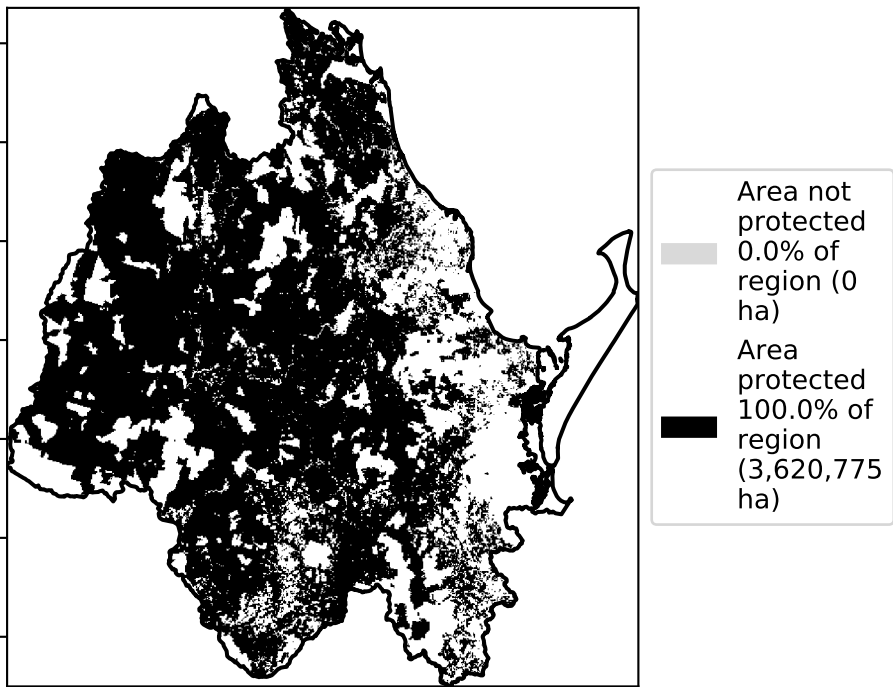 Area not
protected
0.0% of
region (0
ha)
Area
protected
100.0% of
region
(3,620,775
ha)